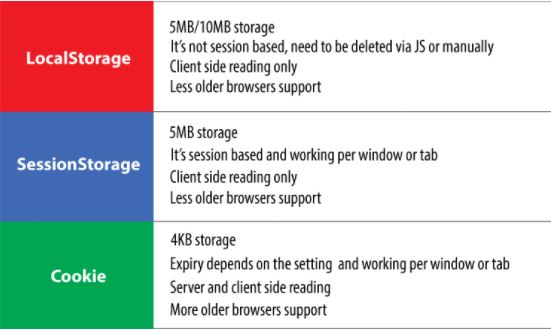 LocalStorage
5MB/10MB storage
It's not session based, need to be deleted via JS or manually
Client side reading only
Less older browsers support
SessionStorage
5MB storage
It's session based and working per window or tab
Client side reading only
Less older browsers support
Cookie
4KB storage
Expiry depends on the setting and working per window or tab
Server and client side reading
More older browsers support